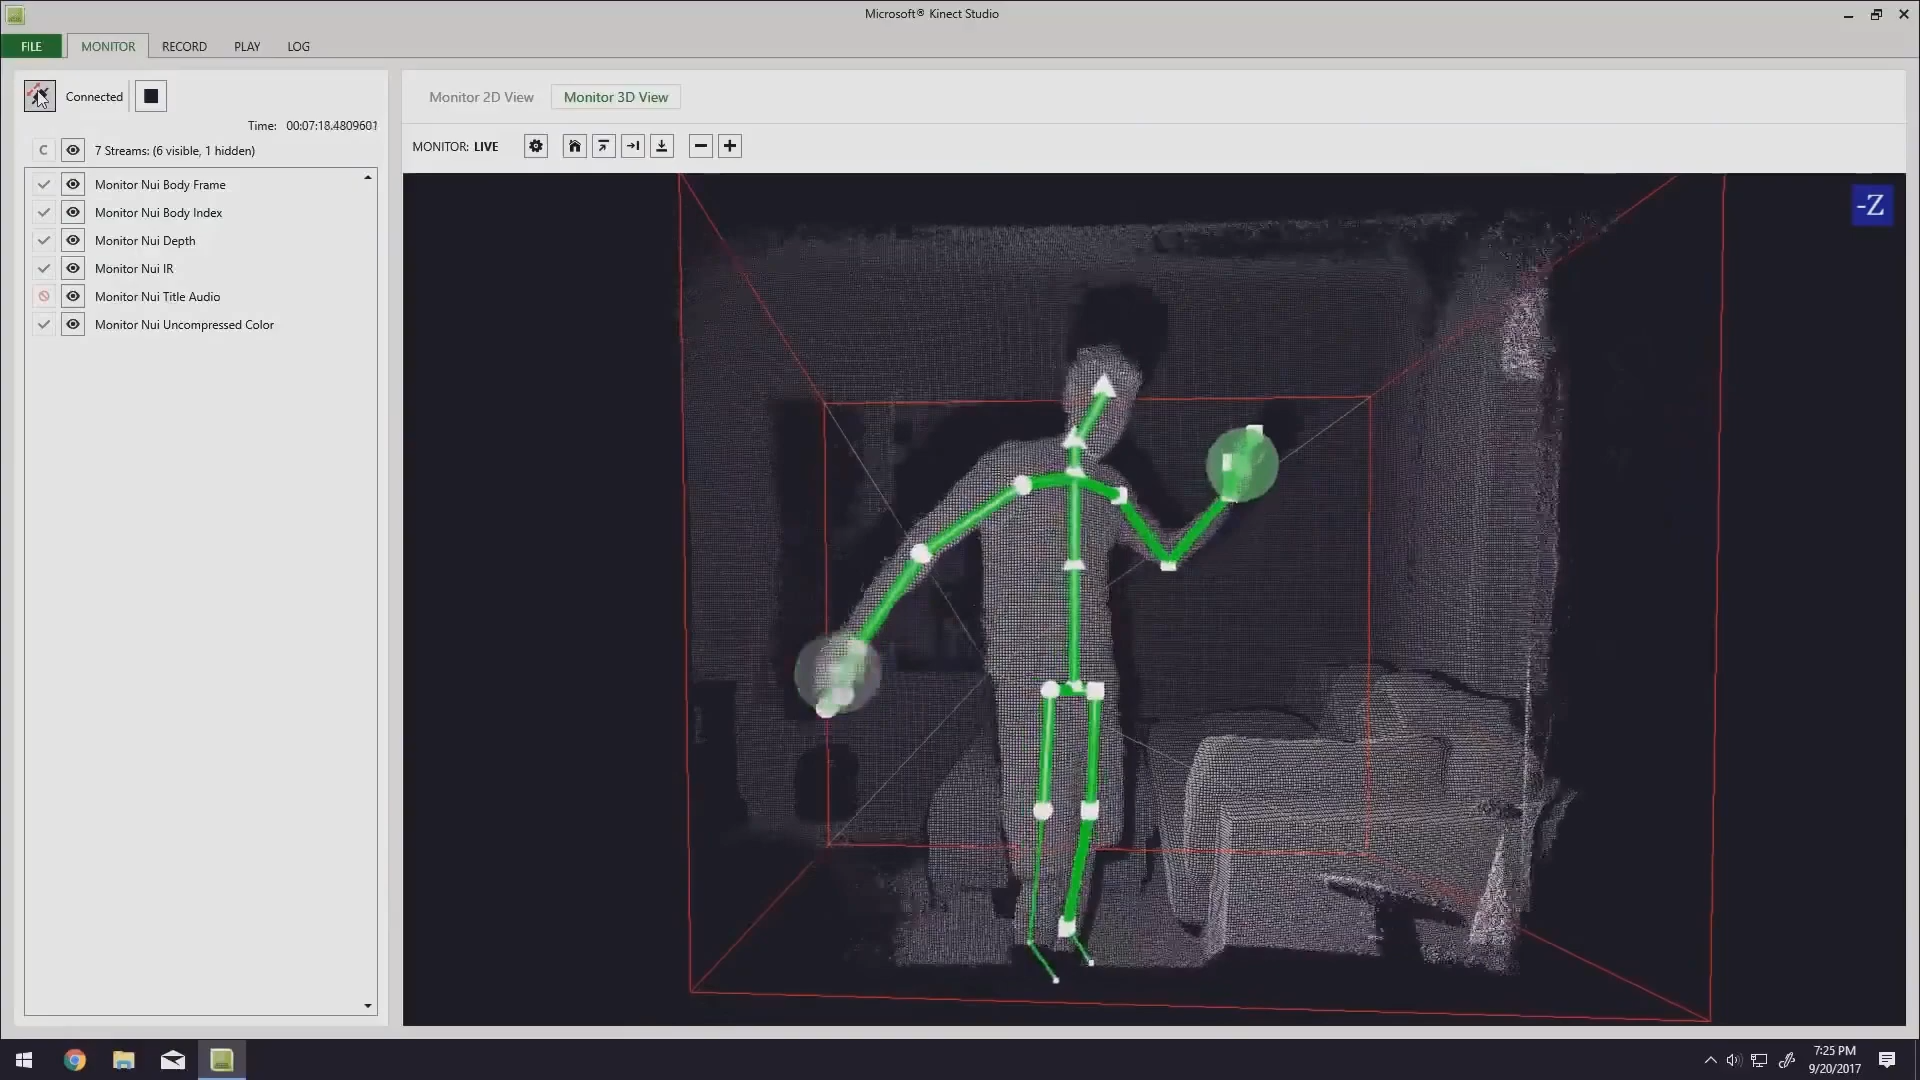 Microsoft® Kinect Studio
FILE MONITOR RECORD PLAY LOG
Connected
Time: 00:07:18.4809601
C 7 Streams: (6 visible, 1 hidden)
Monitor Nui Body Frame
Monitor Nui Body Index
Monitor Nui Depth
Monitor Nui IR
Monitor Nui Title Audio
Monitor Nui Uncompressed Color
Monitor 2D View Monitor 3D View
MONITOR: LIVE
-Z
7:25 PM
9/20/2017